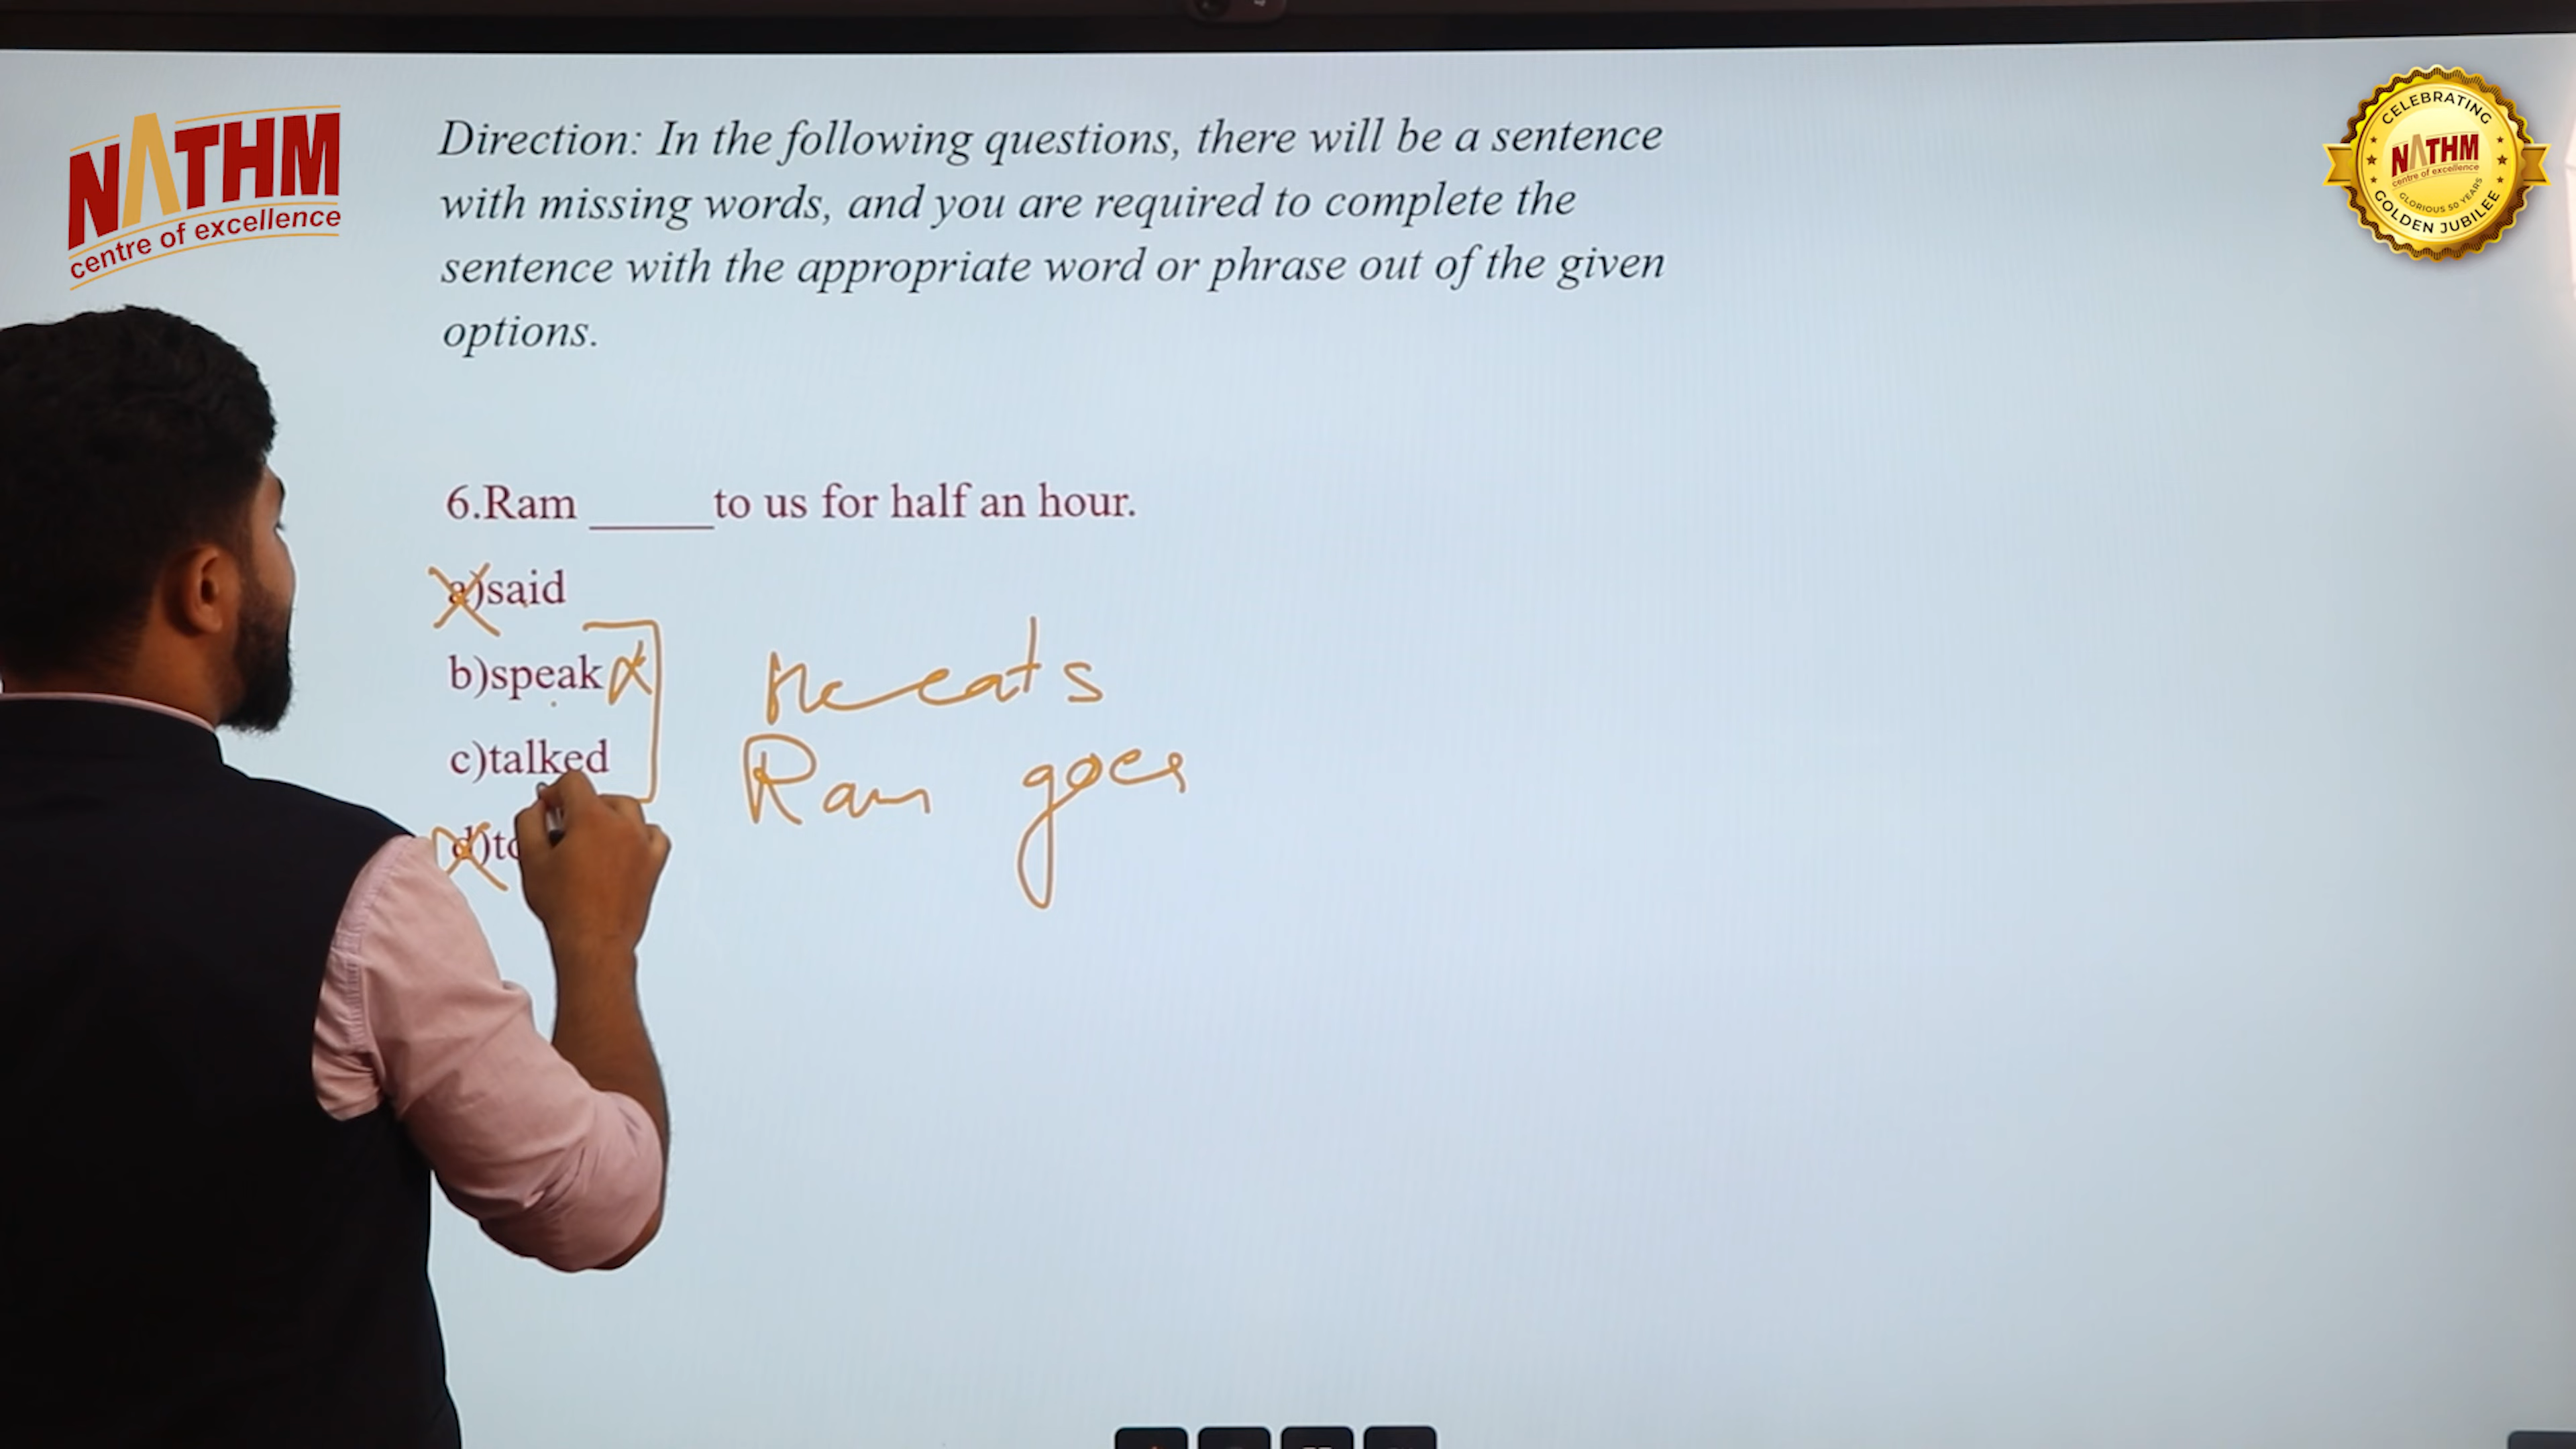 NATHM
centre of excellence
CELEBRATING
NATHM
centre of excellence
GLORIOUS 50 YEARS
GOLDEN JUBILEE
Direction: In the following questions, there will be a sentence
with missing words, and you are required to complete the
sentence with the appropriate word or phrase out of the given
options.
6.Ram _____to us for half an hour.
a)said
b)speak
c)talked
d)
He eats
Ram goes